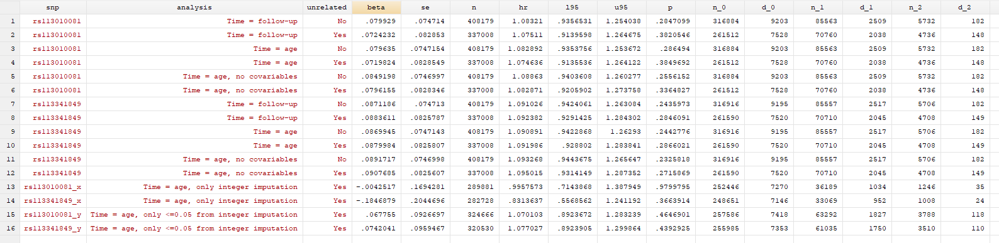 snp analysis unrelated beta se n hr l95 u95 p n_0 d_0 n_1 d_1 n_2 d_2
1 rs113010081 Time = follow-up No .079929 .074714 408179 1.08321 .9356531 1.254038 .2847099 316884 9203 85563 2509 5732 182
2 rs113010081 Time = follow-up Yes .0724232 .082853 337008 1.07511 .9139598 1.264675 .3820546 261512 7528 70760 2038 4736 148
3 rs113010081 Time = age No .079635 .0747154 408179 1.082892 .9353756 1.253672 .286494 316884 9203 85563 2509 5732 182
4 rs113010081 Time = age Yes .0719824 .0828549 337008 1.074636 .9135536 1.264122 .3849692 261512 7528 70760 2038 4736 148
5 rs113010081 Time = age, no covariables No .0849198 .0746997 408179 1.08863 .9403608 1.260277 .2556152 316884 9203 85563 2509 5732 182
6 rs113010081 Time = age, no covariables Yes .0796155 .0828346 337008 1.082871 .9205902 1.273758 .3364827 261512 7528 70760 2038 4736 148
7 rs113341849 Time = follow-up No .0871186 .074713 408179 1.091026 .9424061 1.263084 .2435973 316916 9195 85557 2517 5706 182
8 rs113341849 Time = follow-up Yes .0883611 .0825787 337008 1.092382 .9291425 1.284302 .2846091 261590 7520 70710 2045 4708 149
9 rs113341849 Time = age No .0869945 .0747143 408179 1.090891 .9422868 1.26293 .2442776 316916 9195 85557 2517 5706 182
10 rs113341849 Time = age Yes .0879984 .0825807 337008 1.091986 .928802 1.283841 .2866021 261590 7520 70710 2045 4708 149
11 rs113341849 Time = age, no covariables No .0891717 .0746998 408179 1.093268 .9443675 1.265647 .2325818 316916 9195 85557 2517 5706 182
12 rs113341849 Time = age, no covariables Yes .0907685 .0825607 337008 1.095015 .9314149 1.287352 .2715869 261590 7520 70710 2045 4708 149
13 rs113010081_x Time = age, only integer imputation Yes -.0042517 .1694281 289881 .9957573 .7143868 1.387949 .9799795 252446 7270 36189 1034 1246 35
14 rs113341849_x Time = age, only integer imputation Yes -.1846879 .2044696 282728 .8313637 .5568562 1.241192 .3663914 248651 7146 33069 952 1008 24
15 rs113010081_y Time = age, only <=0.05 from integer imputation Yes .067755 .0926697 324666 1.070103 .8923672 1.283239 .4646901 257586 7418 63292 1827 3788 118
16 rs113341849_y Time = age, only <=0.05 from integer imputation Yes .0742041 .0959467 320530 1.077027 .8923905 1.299864 .4392925 255985 7353 61035 1750 3510 110